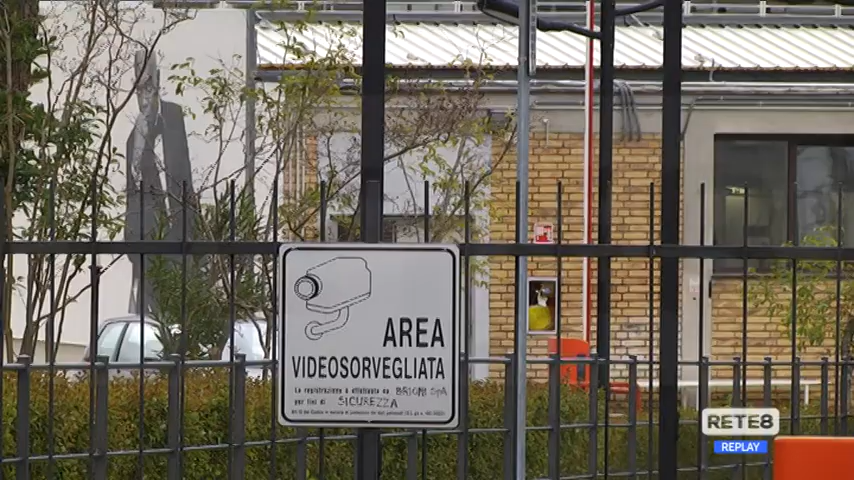 AREA
VIDEOSORVEGLIATA
La registrazione è effettuata da BRIONI SPA
per fini di SICUREZZA
RETE8
REPLAY